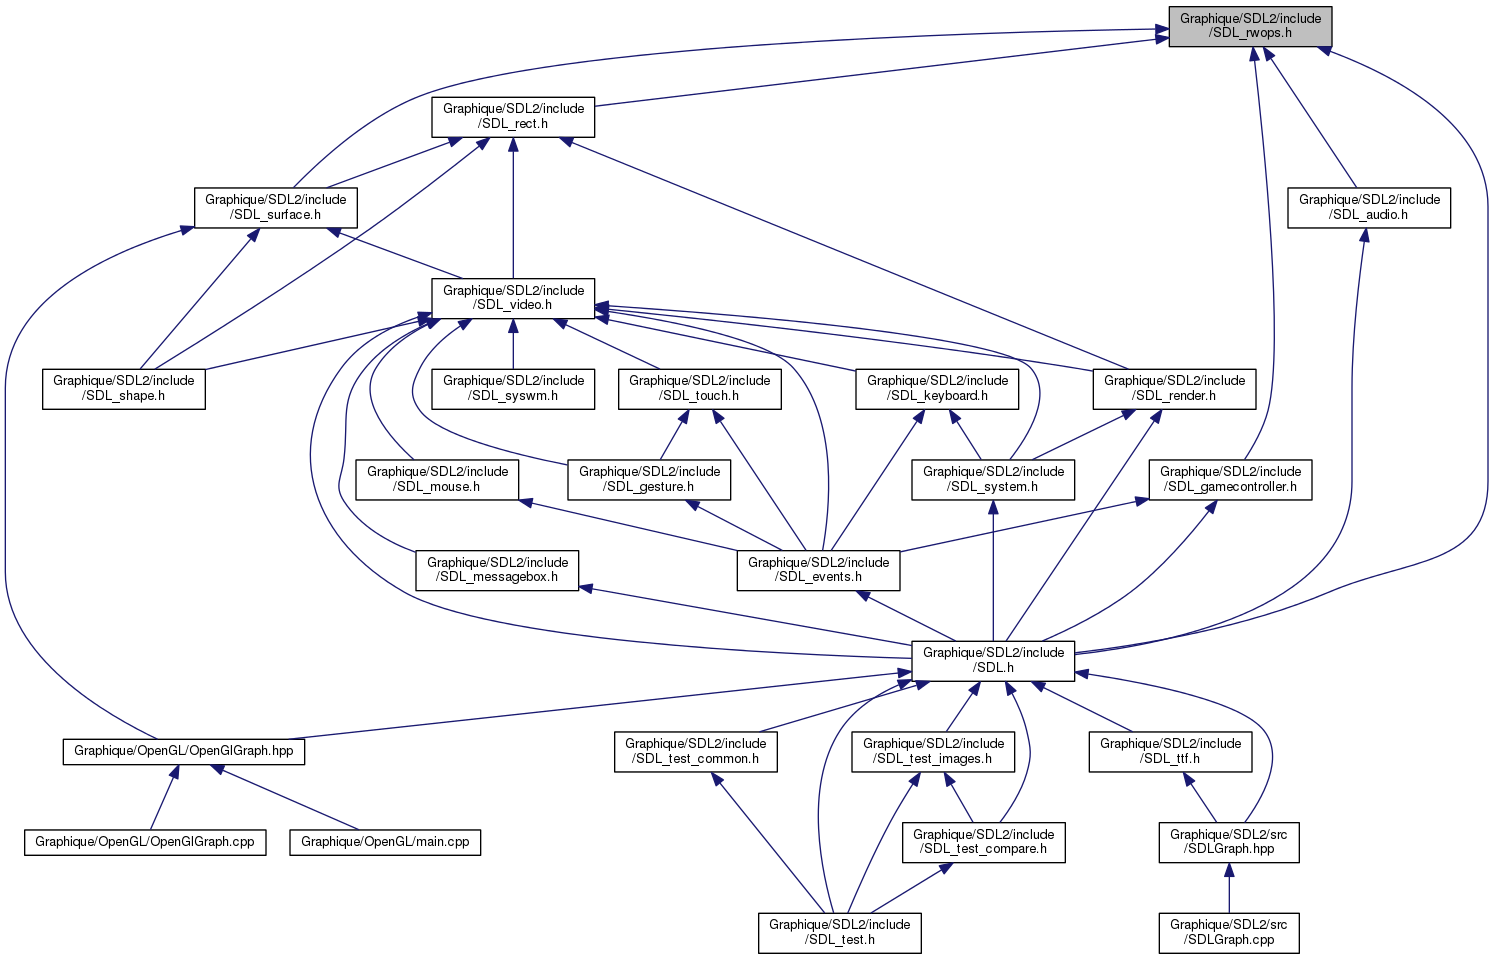 Graphique/SDL2/include
/SDL_rwops.h
Graphique/SDL2/include
/SDL_rect.h
Graphique/SDL2/include
/SDL_surface.h
Graphique/SDL2/include
/SDL_audio.h
Graphique/SDL2/include
/SDL_video.h
Graphique/SDL2/include
/SDL_shape.h
Graphique/SDL2/include
/SDL_syswm.h
Graphique/SDL2/include
/SDL_touch.h
Graphique/SDL2/include
/SDL_keyboard.h
Graphique/SDL2/include
/SDL_render.h
Graphique/SDL2/include
/SDL_mouse.h
Graphique/SDL2/include
/SDL_gesture.h
Graphique/SDL2/include
/SDL_system.h
Graphique/SDL2/include
/SDL_gamecontroller.h
Graphique/SDL2/include
/SDL_messagebox.h
Graphique/SDL2/include
/SDL_events.h
Graphique/SDL2/include
/SDL.h
Graphique/OpenGL/OpenGlGraph.hpp
Graphique/SDL2/include
/SDL_test_common.h
Graphique/SDL2/include
/SDL_test_images.h
Graphique/SDL2/include
/SDL_ttf.h
Graphique/OpenGL/OpenGlGraph.cpp
Graphique/OpenGL/main.cpp
Graphique/SDL2/include
/SDL_test_compare.h
Graphique/SDL2/src
/SDLGraph.hpp
Graphique/SDL2/include
/SDL_test.h
Graphique/SDL2/src
/SDLGraph.cpp